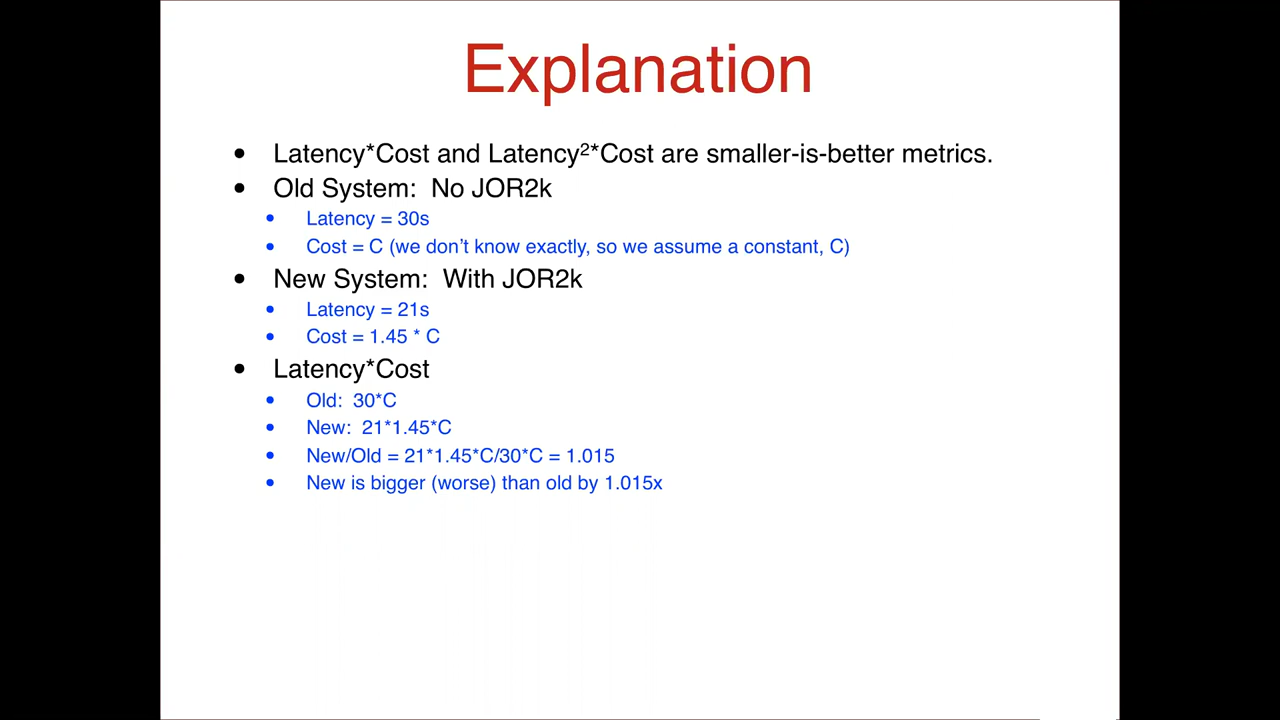 Explanation
• Latency*Cost and Latency²*Cost are smaller-is-better metrics.
• Old System:  No JOR2k
• Latency = 30s
• Cost = C (we don’t know exactly, so we assume a constant, C)
• New System:  With JOR2k
• Latency = 21s
• Cost = 1.45 * C
• Latency*Cost
• Old:  30*C
• New:  21*1.45*C
• New/Old = 21*1.45*C/30*C = 1.015
• New is bigger (worse) than old by 1.015x